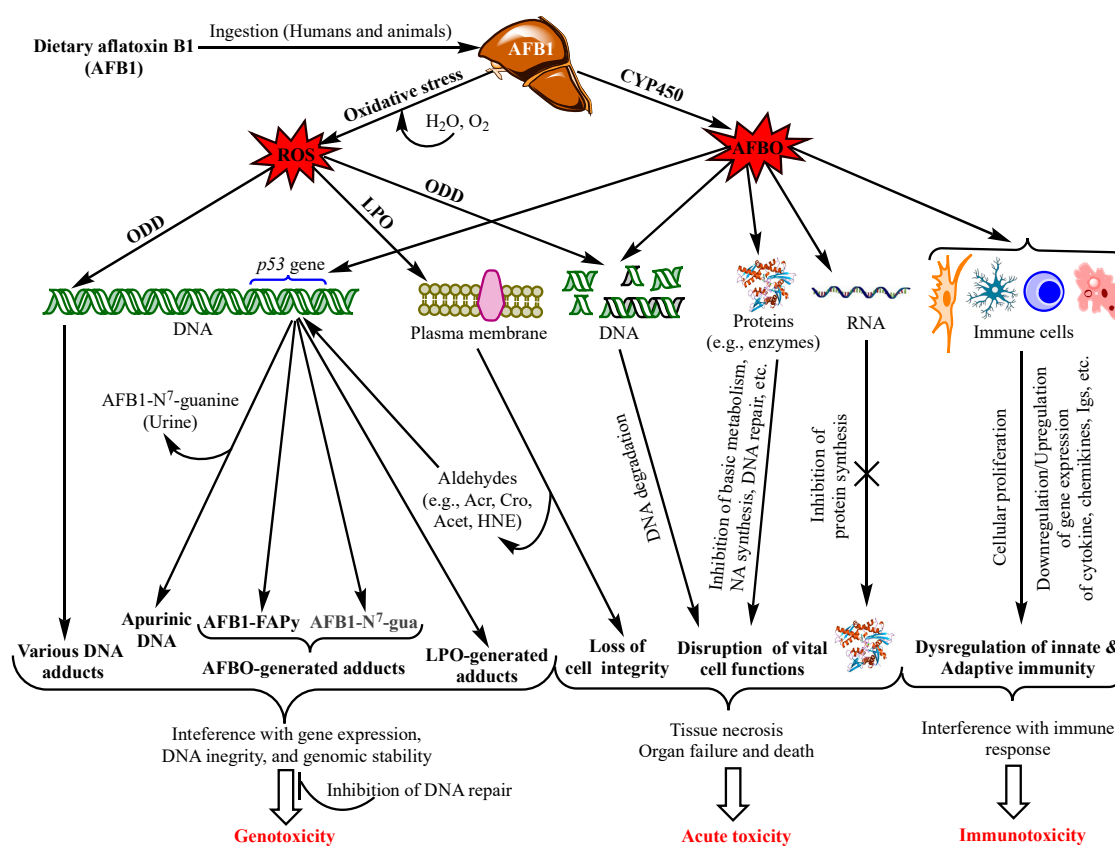 Dietary aflatoxin B1
(AFB1)
Ingestion (Humans and animals)
AFB1
Oxidative stress
CYP450
H2O, O2
ROS
AFBO
ODD
LPO
ODD
p53 gene
DNA
Plasma membrane
DNA
Proteins
(e.g., enzymes)
RNA
Immune cells
AFB1-N⁷-guanine
(Urine)
Aldehydes
(e.g., Acr, Cro,
Acet, HNE)
DNA degradation
Inhibition of basic metabolism,
NA synthesis, DNA repair, etc.
Inhibition of
protein synthesis
Cellular proliferation
Downregulation/Upregulation
of gene expression
of cytokine, chemikines, Igs, etc.
Various DNA
adducts
Apurinic
DNA
AFB1-FAPy
AFB1-N⁷-gua
AFBO-generated adducts
LPO-generated
adducts
Loss of
cell integrity
Disruption of vital
cell functions
Dysregulation of innate &
Adaptive immunity
Inteference with gene expression,
DNA inegrity, and genomic stability
Tissue necrosis
Organ failure and death
Interference with immune
response
Inhibition of DNA repair
Genotoxicity
Acute toxicity
Immunotoxicity